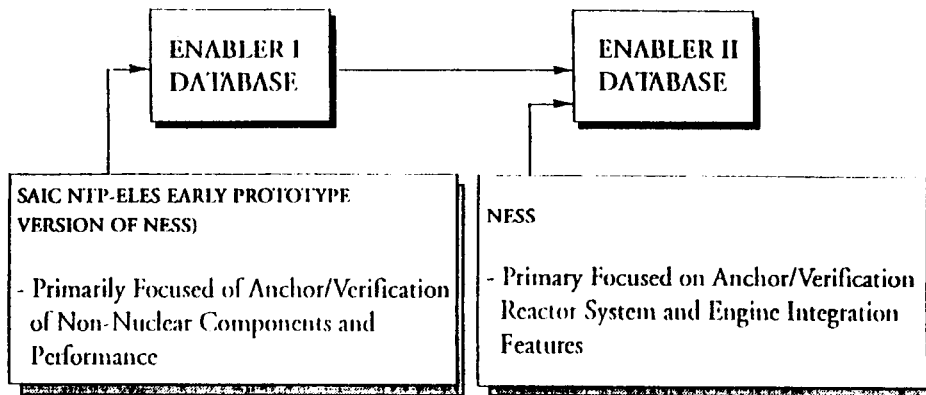 ENABLER I
DATABASE
ENABLER II
DATABASE
SAIC NTP-ELES EARLY PROTOTYPE
VERSION OF NESS)
- Primarily Focused of Anchor/Verification
of Non-Nuclear Components and
Performance
NESS
- Primary Focused on Anchor/Verification
Reactor System and Engine Integration
Features